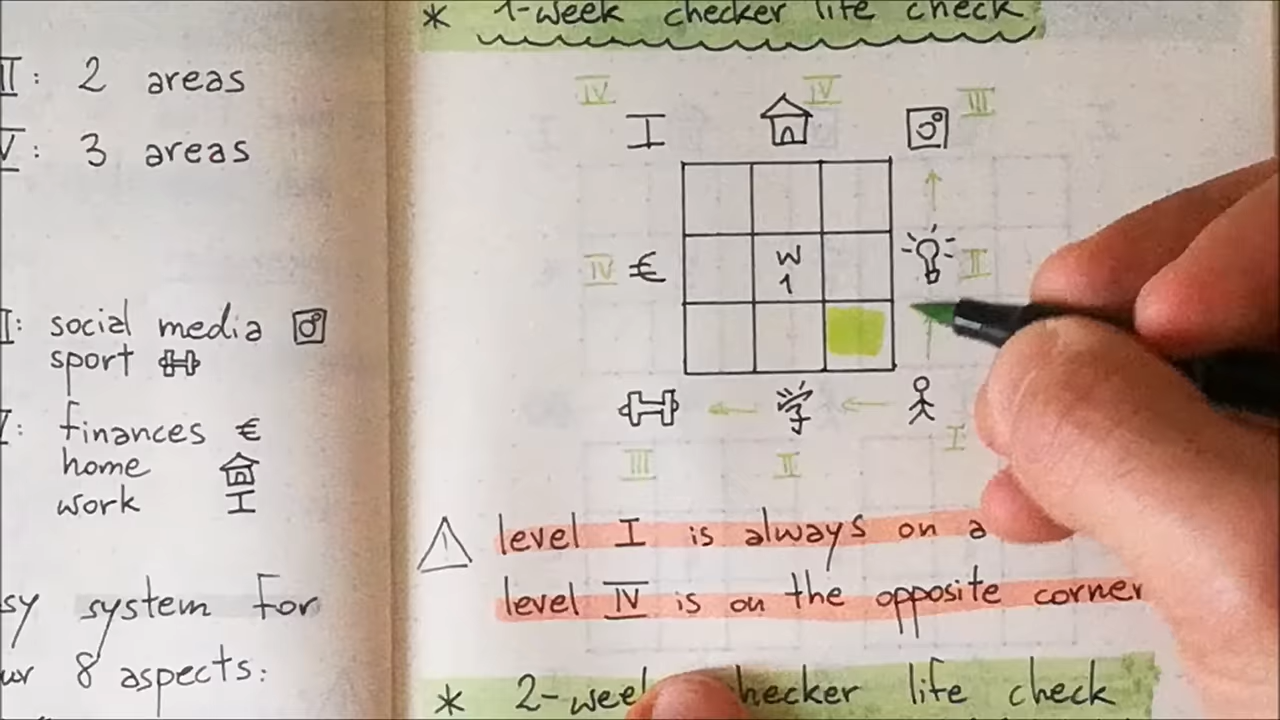 II: 2 areas
V: 3 areas
I: social media
sport
V: finances €
home
work I
sy system for
8 aspects:
* 1-week checker life check
IV IV III
I
W
1
IV € II
I
III II
! level I is always on a
level IV is on the opposite corner
* 2-week checker life check